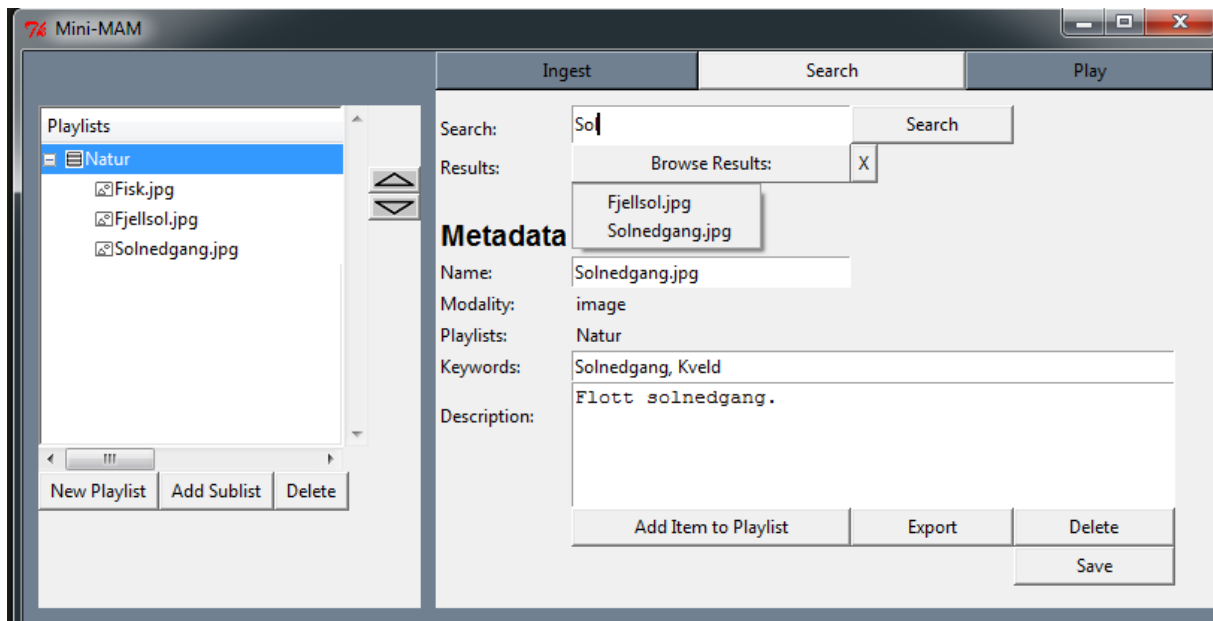 Mini-MAM
Ingest Search Play
Playlists
Natur
Fisk.jpg
Fjellsol.jpg
Solnedgang.jpg
New Playlist Add Sublist Delete
Search: Sol Search
Results: Browse Results: X
Fjellsol.jpg
Solnedgang.jpg
Metadata
Name: Solnedgang.jpg
Modality: image
Playlists: Natur
Keywords: Solnedgang, Kveld
Description: Flott solnedgang.
Add Item to Playlist Export Delete
Save